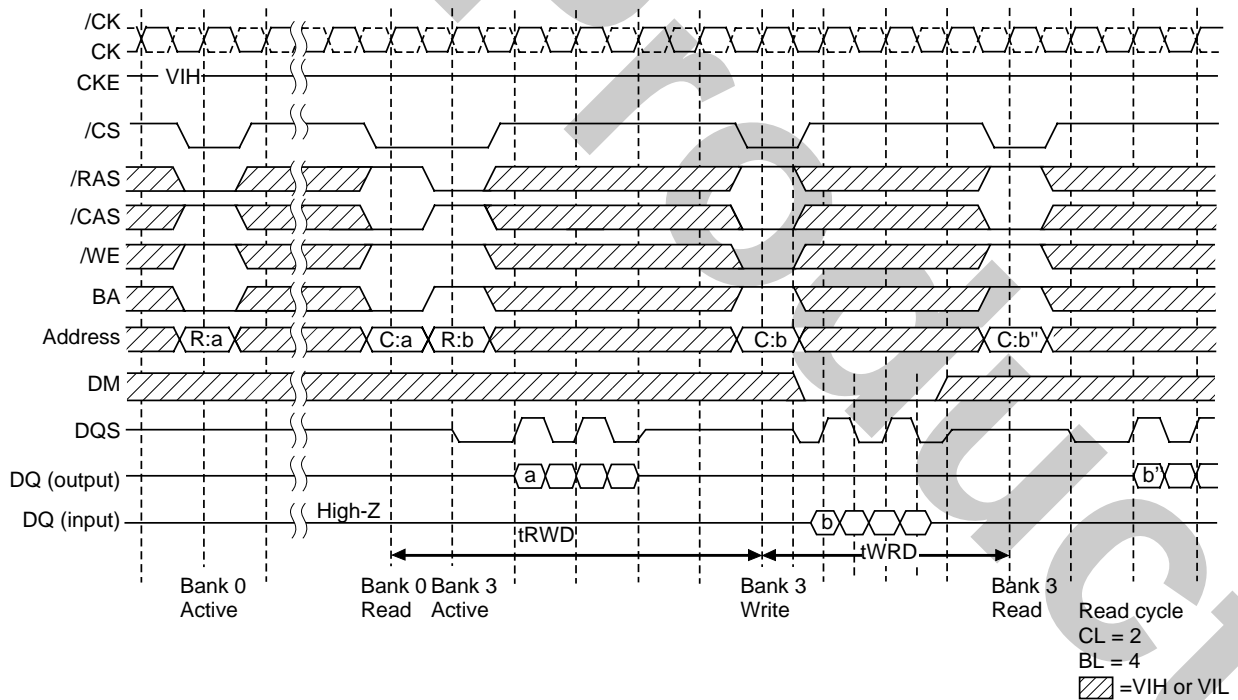 /CK
CK
CKE VIH
/CS
/RAS
/CAS
/WE
BA
Address R:a C:a R:b C:b C:b"
DM
DQS
DQ (output) a b'
DQ (input) High-Z b
tRWD tWRD
Bank 0 Active
Bank 0 Read
Bank 3 Active
Bank 3 Write
Bank 3 Read
Read cycle
CL = 2
BL = 4
=VIH or VIL
Product